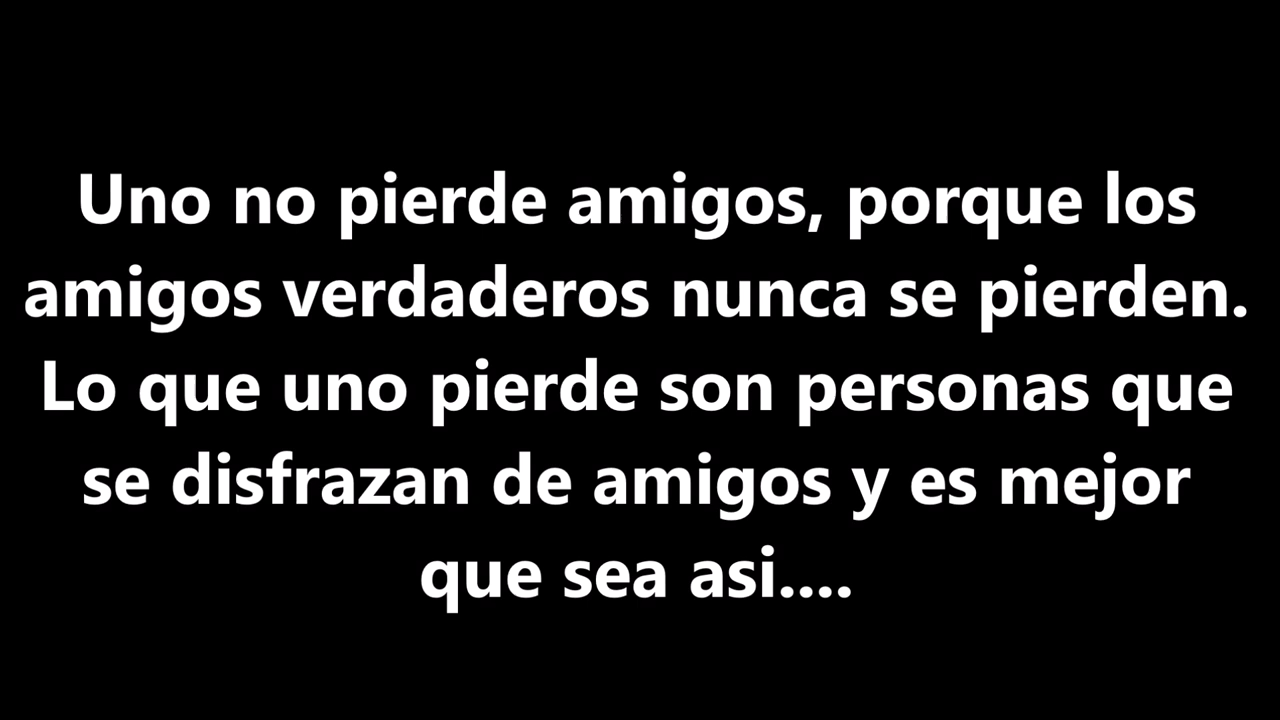 Uno no pierde amigos, porque los
amigos verdaderos nunca se pierden.
Lo que uno pierde son personas que
se disfrazan de amigos y es mejor
que sea asi....